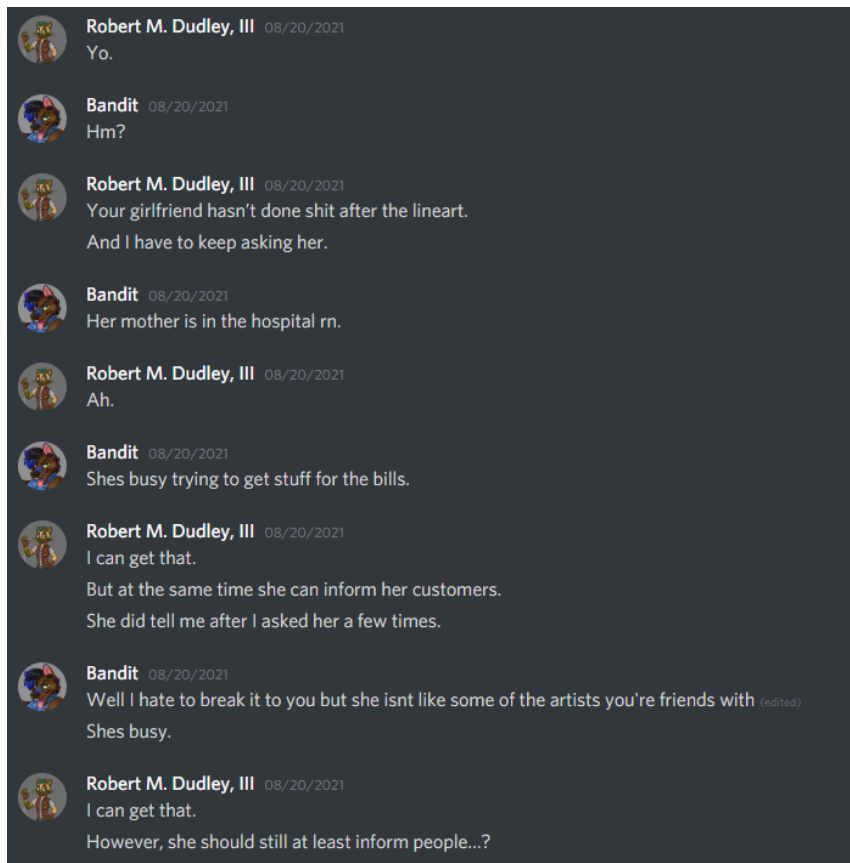 Robert M. Dudley, III 08/20/2021
Yo.
Bandit 08/20/2021
Hm?
Robert M. Dudley, III 08/20/2021
Your girlfriend hasn't done shit after the lineart.
And I have to keep asking her.
Bandit 08/20/2021
Her mother is in the hospital rn.
Robert M. Dudley, III 08/20/2021
Ah.
Bandit 08/20/2021
Shes busy trying to get stuff for the bills.
Robert M. Dudley, III 08/20/2021
I can get that.
But at the same time she can inform her customers.
She did tell me after I asked her a few times.
Bandit 08/20/2021
Well I hate to break it to you but she isnt like some of the artists you're friends with (edited)
Shes busy.
Robert M. Dudley, III 08/20/2021
I can get that.
However, she should still at least inform people...?